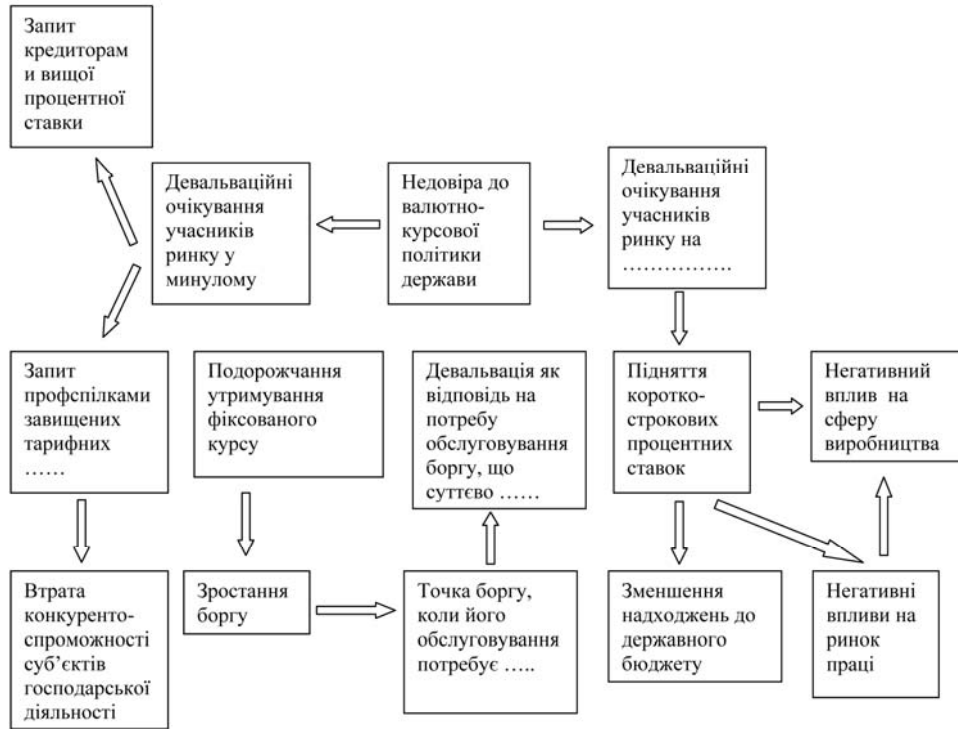 Запит
кредиторам
и вищої
процентної
ставки
Девальваційні
очікування
учасників
ринку у
минулому
Недовіра до
валютно-
курсової
політики
держави
Девальваційні
очікування
учасників
ринку на
…………….
Запит
профспілками
завищених
тарифних
……
Подорожчання
утримування
фіксованого
курсу
Девальвація як
відповідь на
потребу
обслуговування
боргу, що
суттєво ……
Підняття
коротко-
строкових
процентних
ставок
Негативний
вплив на
сферу
виробництва
Втрата
конкуренто-
спроможності
суб’єктів
господарської
діяльності
Зростання
боргу
Точка боргу,
коли його
обслуговування
потребує …..
Зменшення
надходжень до
державного
бюджету
Негативні
впливи на
ринок
праці